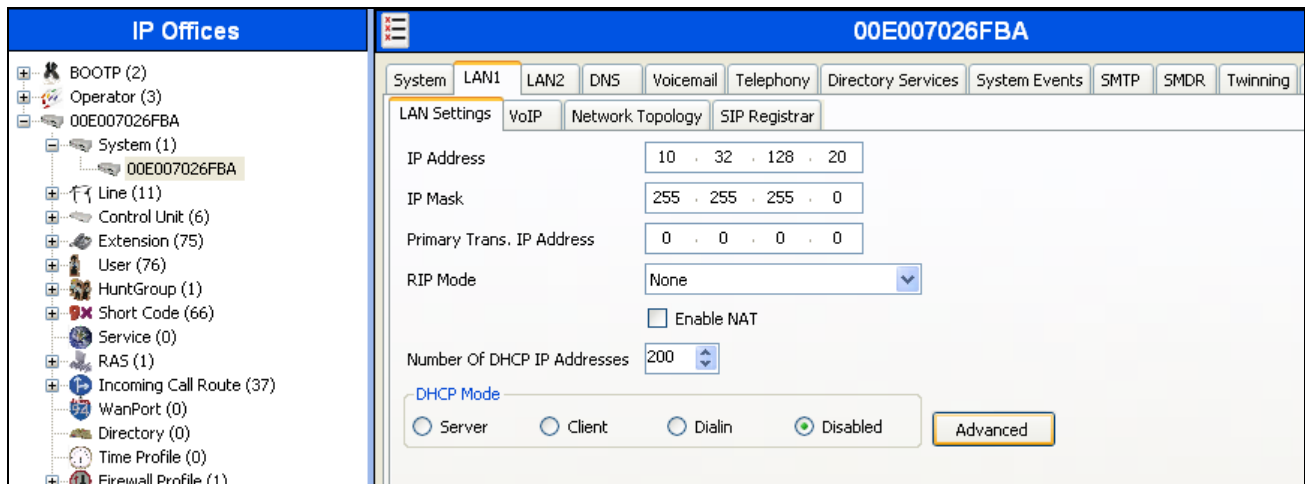 IP Offices
BOOTP (2)
Operator (3)
00E007026FBA
System (1)
00E007026FBA
Line (11)
Control Unit (6)
Extension (75)
User (76)
HuntGroup (1)
Short Code (66)
Service (0)
RAS (1)
Incoming Call Route (37)
WanPort (0)
Directory (0)
Time Profile (0)
Firewall Profile (1)
00E007026FBA
System LAN1 LAN2 DNS Voicemail Telephony Directory Services System Events SMTP SMDR Twinning
LAN Settings VoIP Network Topology SIP Registrar
IP Address 10 . 32 . 128 . 20
IP Mask 255 . 255 . 255 . 0
Primary Trans. IP Address 0 . 0 . 0 . 0
RIP Mode None
Enable NAT
Number Of DHCP IP Addresses 200
DHCP Mode
Server Client Dialin Disabled Advanced